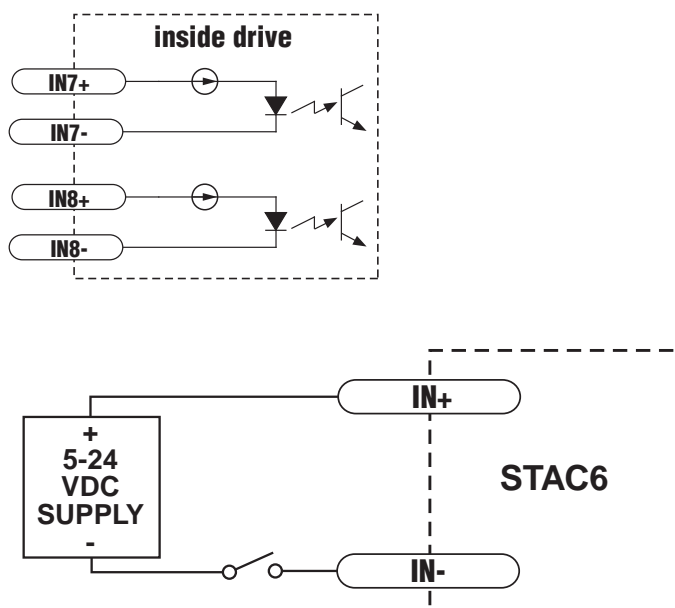 inside drive
IN7+
IN7-
IN8+
IN8-
IN+
+
5-24
VDC
SUPPLY
-
STAC6
IN-